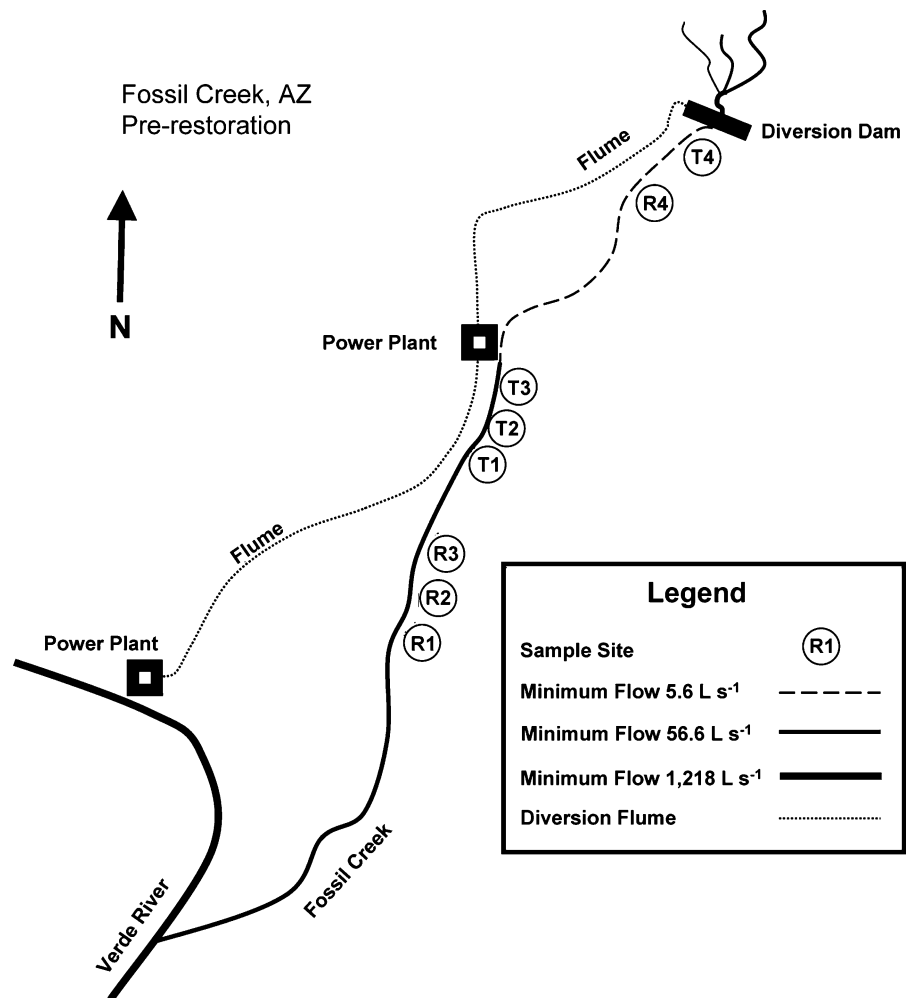 Fossil Creek, AZ
Pre-restoration
N
Flume
Diversion Dam
T4
R4
Power Plant
T3
T2
T1
Flume
R3
R2
R1
Power Plant
Fossil Creek
Verde River
Legend
Sample Site R1
Minimum Flow 5.6 L s⁻¹
Minimum Flow 56.6 L s⁻¹
Minimum Flow 1,218 L s⁻¹
Diversion Flume